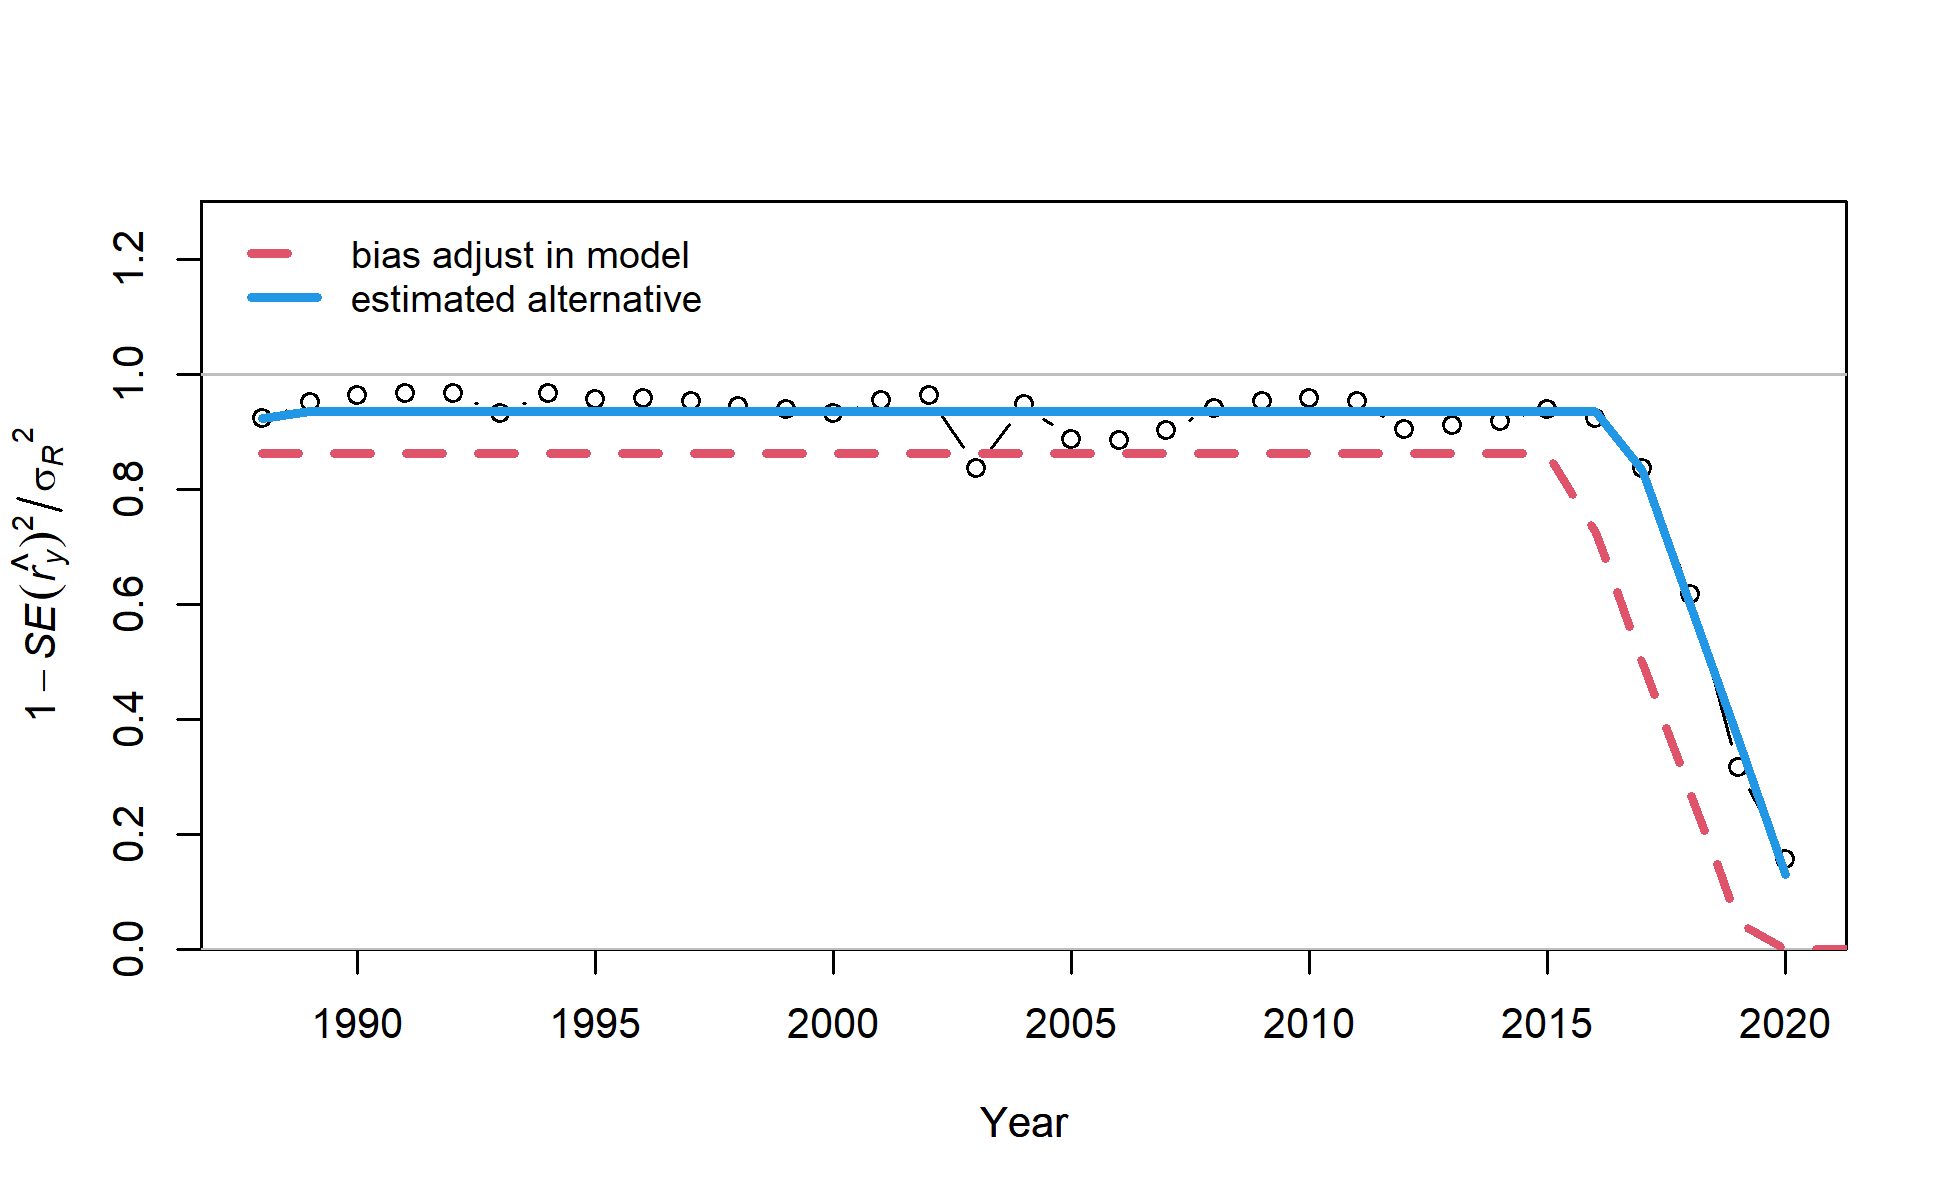 bias adjust in model
estimated alternative
1 − SE(r̂y)² / σR²
0.0
0.2
0.4
0.6
0.8
1.0
1.2
1990 1995 2000 2005 2010 2015 2020
Year